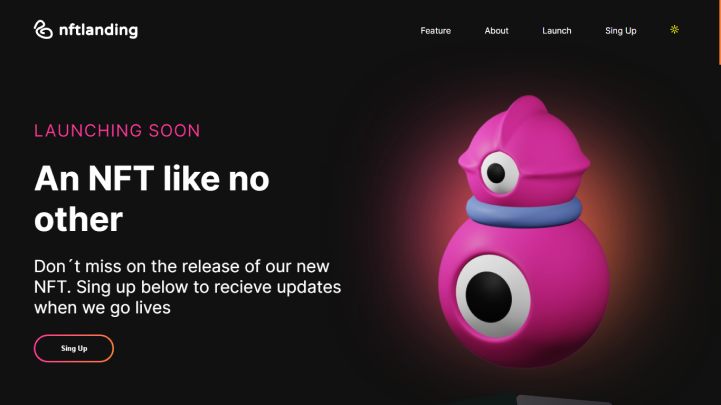 nftlanding
Feature About Launch Sing Up
LAUNCHING SOON
An NFT like no
other
Don´t miss on the release of our new
NFT. Sing up below to recieve updates
when we go lives
Sing Up